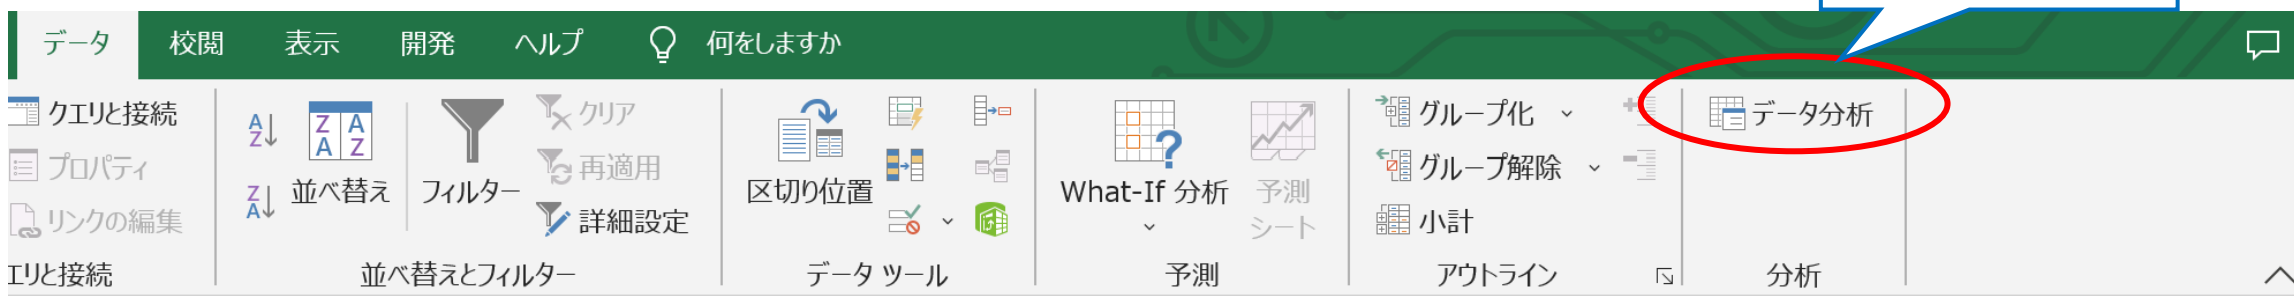 データ 校閲 表示 開発 ヘルプ 何をしますか
クエリと接続
プロパティ
リンクの編集
エリと接続
並べ替え
フィルター
クリア
再適用
詳細設定
並べ替えとフィルター
区切り位置
データ ツール
What-If 分析
予測
シート
予測
グループ化
グループ解除
小計
アウトライン
データ分析
分析